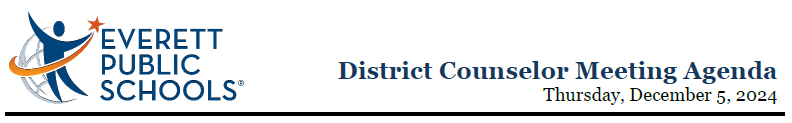 EVERETT
PUBLIC
SCHOOLS®
District Counselor Meeting Agenda
Thursday, December 5, 2024